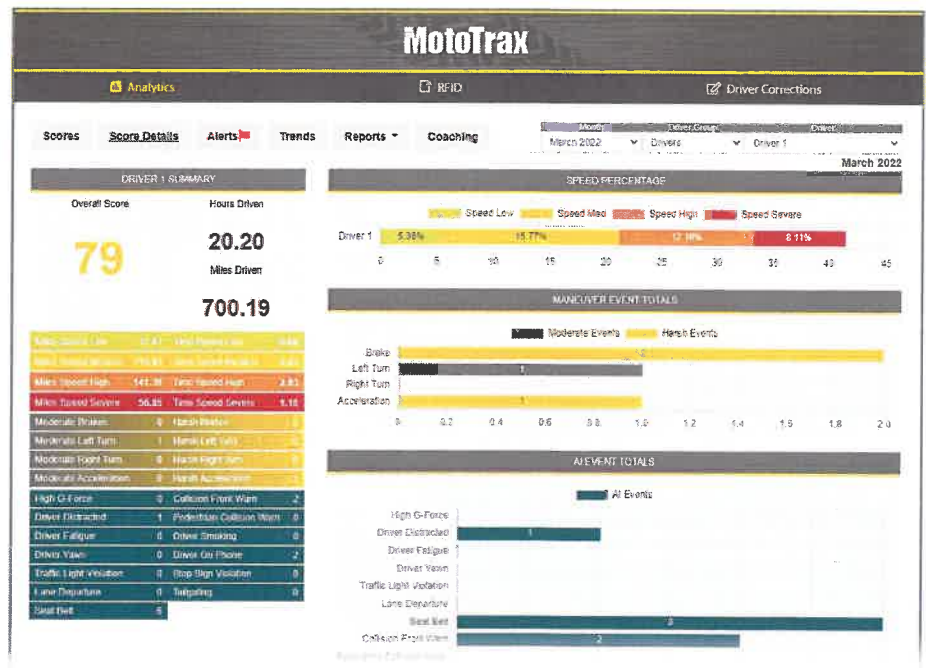 MotoTrax
Analytics
RFID
Driver Corrections
Scores
Score Details
Alerts
Trends
Reports
Coaching
Month
Driver Group
Driver
March 2022
Drivers
Driver 1
March 2022
DRIVER 1 SUMMARY
Overall Score
Hours Driven
79
20.20
Miles Driven
700.19
Miles Speed High 141.38 Time Speed High 2.83
Miles Speed Severe 56.85 Time Speed Severe 1.10
Moderate Brakes 0 Harsh Brakes
Moderate Left Turn 1 Harsh Left Turn
Moderate Right Turn 0 Harsh Right Turn
Moderate Acceleration 0 Harsh Acceleration
High G-Force 0 Collision Front Warn 2
Driver Distracted 1 Pedestrian Collision Warn 0
Driver Fatigue 0 Driver Smoking 0
Driver Yawn 0 Driver On Phone 2
Traffic Light Violation 0 Stop Sign Violation 0
Lane Departure 0 Tailgating 0
Seat Belt
SPEED PERCENTAGE
Speed Low Speed Med Speed High Speed Severe
Driver 1 5.38% 15.77% 8.11%
0 5 10 15 20 25 30 35 40 45
MANEUVER EVENT TOTALS
Moderate Events Harsh Events
Brake 2
Left Turn 1
Right Turn
Acceleration 1
0 0.2 0.4 0.6 0.8 1.0 1.2 1.4 1.6 1.8 2.0
AI EVENT TOTALS
AI Events
High G-Force
Driver Distracted 1
Driver Fatigue
Driver Yawn
Traffic Light Violation
Lane Departure
Seat Belt 3
Collision Front Warn 2